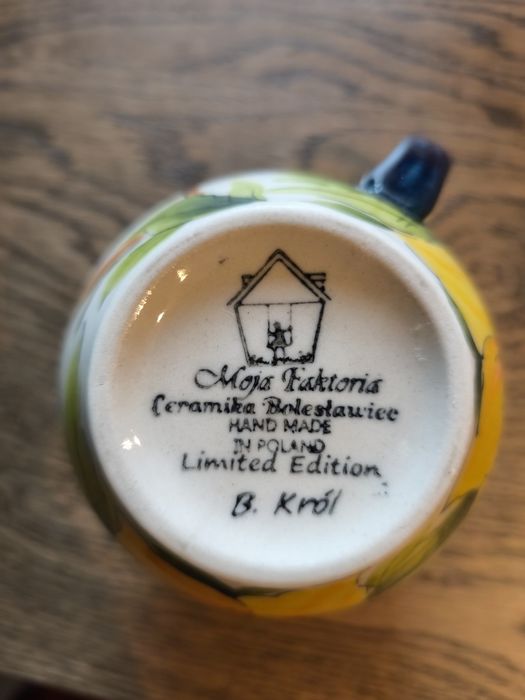 Moja Faktoria
Ceramika Bolesławiec
HAND MADE
IN POLAND
Limited Edition
B. Król